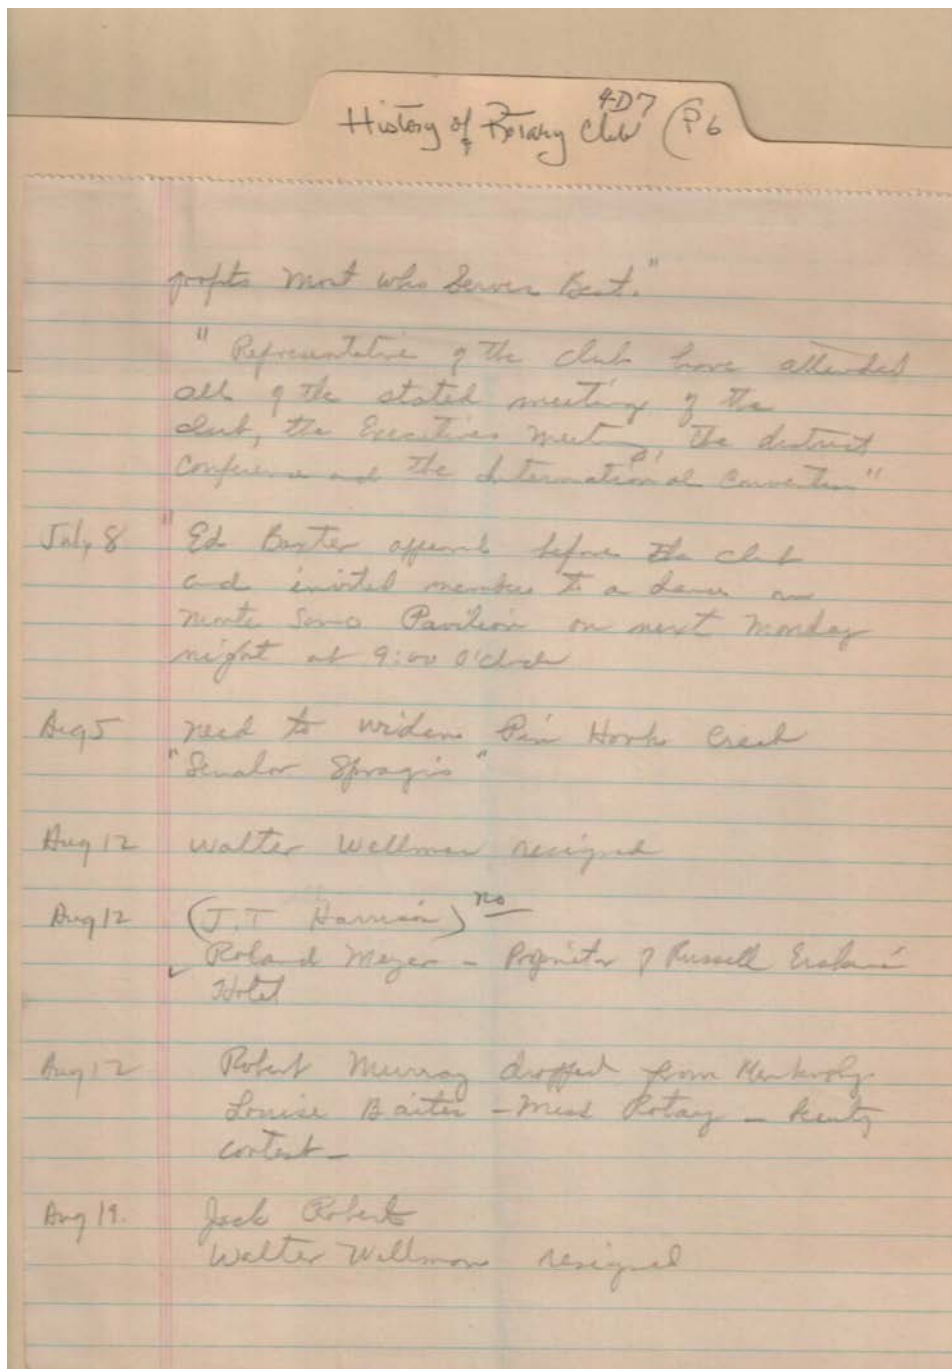 4-D7
History of Rotary Club (P6
profits most who serves Best."
" Representative of the club have attended
all of the stated meetings of the
club, the Executives meeting, the district
Conference and the International Convention"
July 8 " Ed Baxter appeared before the club
and invited members to a dance on
Monte Sano Pavilion on next Monday
night at 9:00 O'clock
Aug 5 need to widen Pin Hook Creek
"Senator Spragins"
Aug 12 Walter Wellman resigned
Aug 12 (J.T Harrison) no
Roland Meyer - Proprietor of Russell Erskine
Hotel
Aug 12 Robert Murray dropped from
Louise Baxter - Miss Rotary - beauty
contest -
Aug 19. Jack Roberts
Walter Wellman resigned